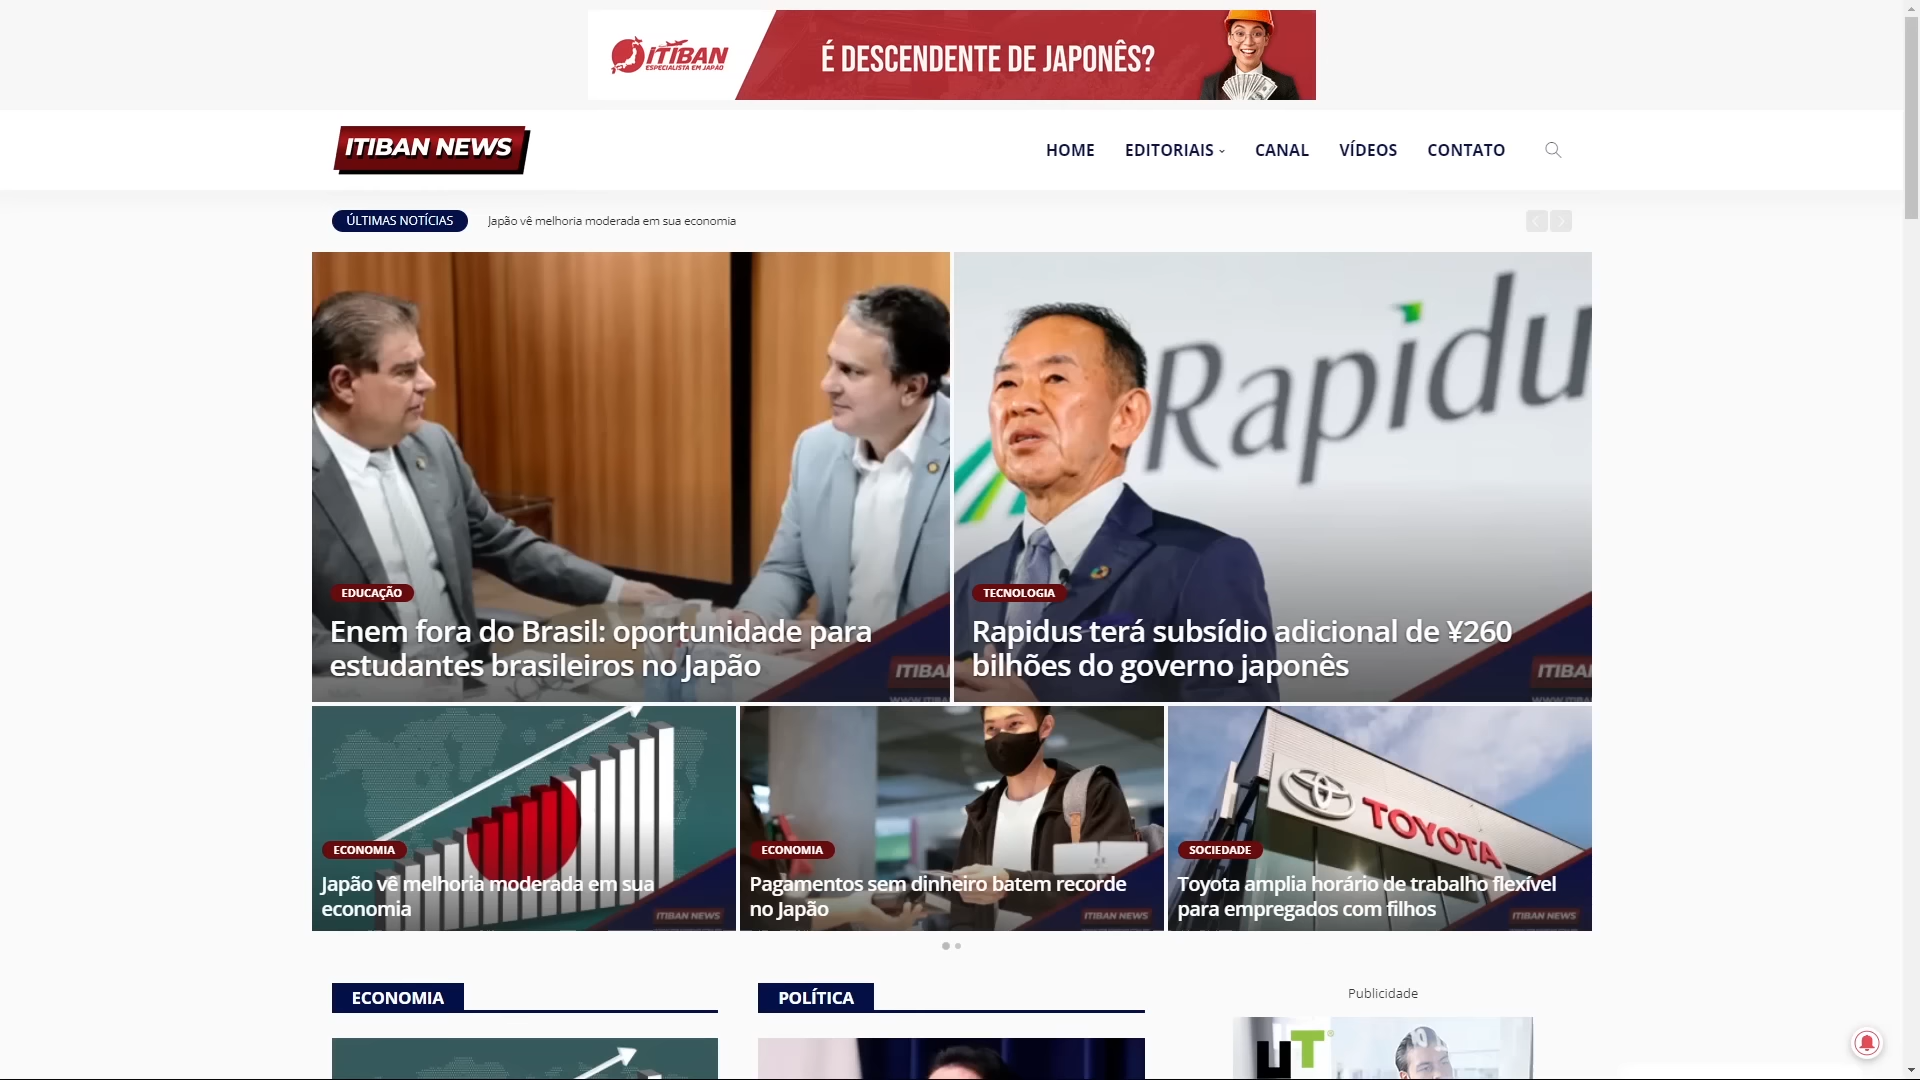 ITIBAN
ESPECIALISTA EM JAPÃO
É DESCENDENTE DE JAPONÊS?
ITIBAN NEWS
HOME
EDITORIAIS
CANAL
VÍDEOS
CONTATO
ÚLTIMAS NOTÍCIAS
Japão vê melhoria moderada em sua economia
Rapidu
EDUCAÇÃO
Enem fora do Brasil: oportunidade para
estudantes brasileiros no Japão
ITIBA
TECNOLOGIA
Rapidus terá subsídio adicional de ¥260
bilhões do governo japonês
ITIBA
ECONOMIA
Japão vê melhoria moderada em sua
economia
ITIBAN NEWS
ECONOMIA
Pagamentos sem dinheiro batem recorde
no Japão
ITIBAN NEWS
TOYOTA
SOCIEDADE
Toyota amplia horário de trabalho flexível
para empregados com filhos
ITIBAN NEWS
ECONOMIA
POLÍTICA
Publicidade
UT